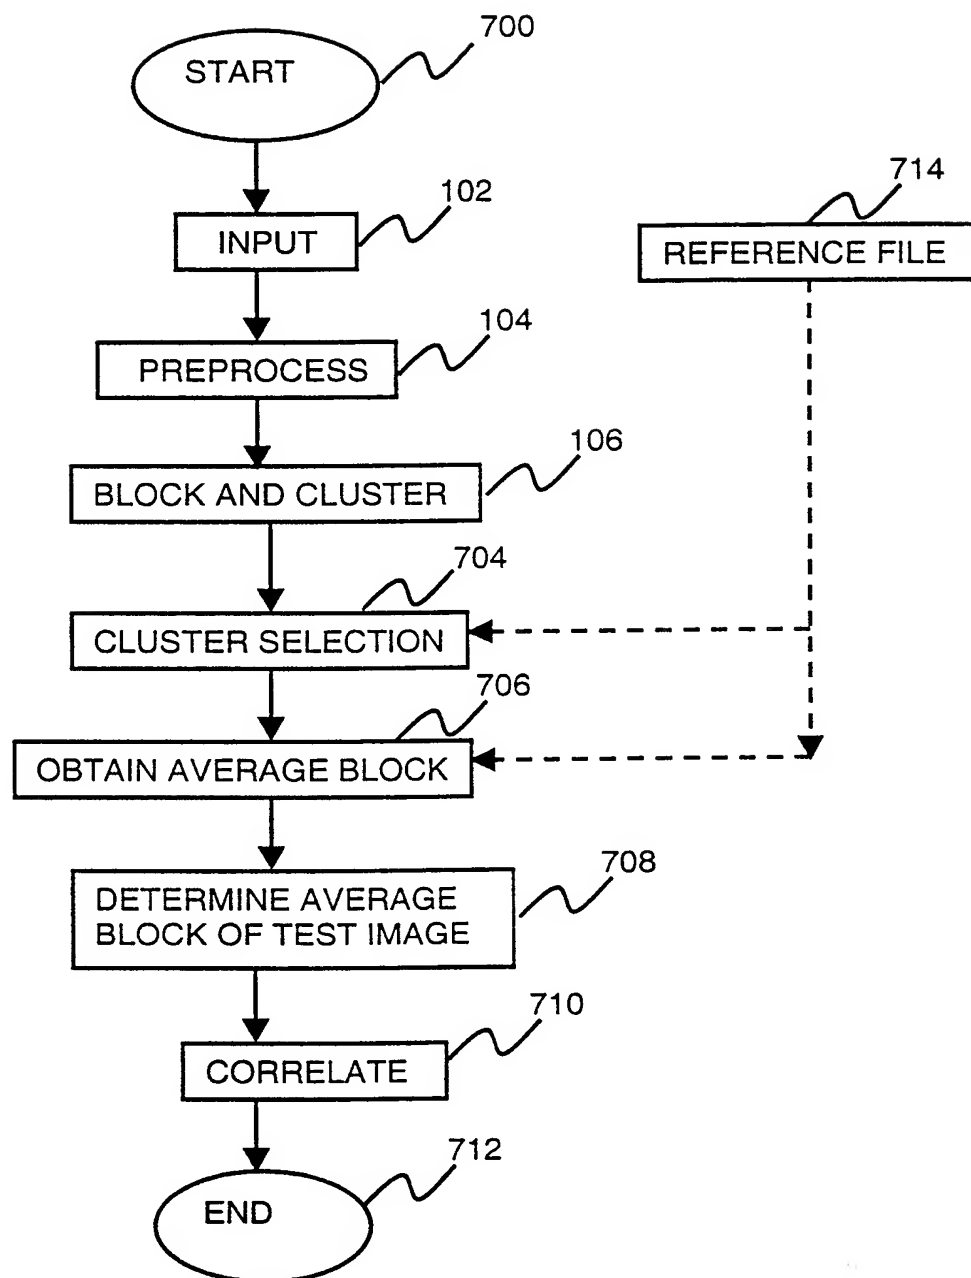 700
START
102
INPUT
714
REFERENCE FILE
104
PREPROCESS
106
BLOCK AND CLUSTER
704
CLUSTER SELECTION
706
OBTAIN AVERAGE BLOCK
708
DETERMINE AVERAGE
BLOCK OF TEST IMAGE
710
CORRELATE
712
END